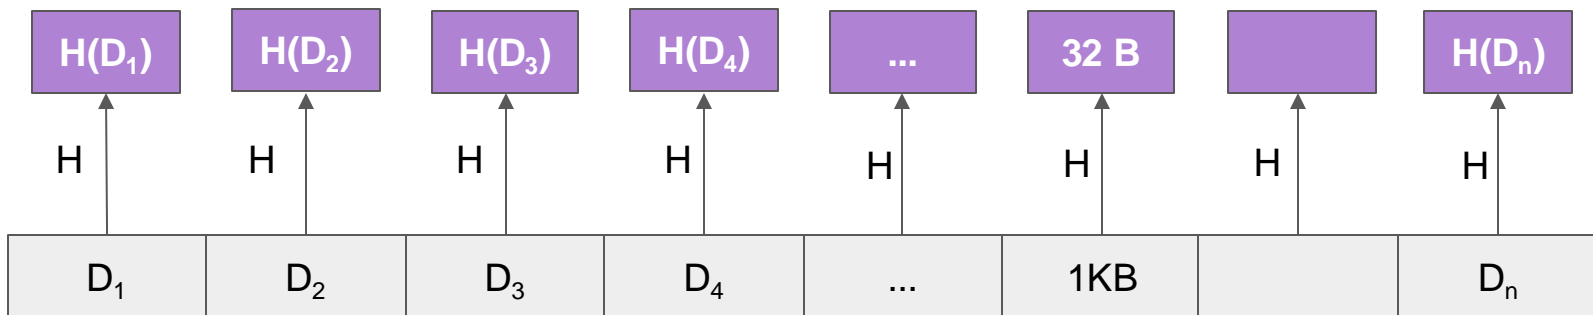 H(D₁) H(D₂) H(D₃) H(D₄) ... 32 B H(Dₙ)
H H H H H H H H
D₁ D₂ D₃ D₄ ... 1KB Dₙ